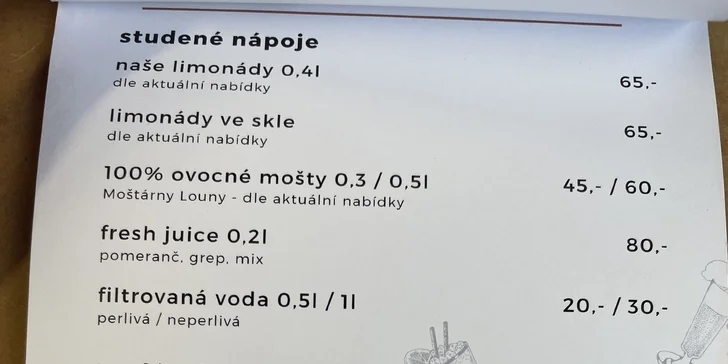 studené nápoje
naše limonády 0,4l 65,-
dle aktuální nabídky
limonády ve skle 65,-
dle aktuální nabídky
100% ovocné mošty 0,3 / 0,5l 45,- / 60,-
Moštárny Louny - dle aktuální nabídky
fresh juice 0,2l 80,-
pomeranč, grep, mix
filtrovaná voda 0,5l / 1l 20,- / 30,-
perlivá / neperlivá